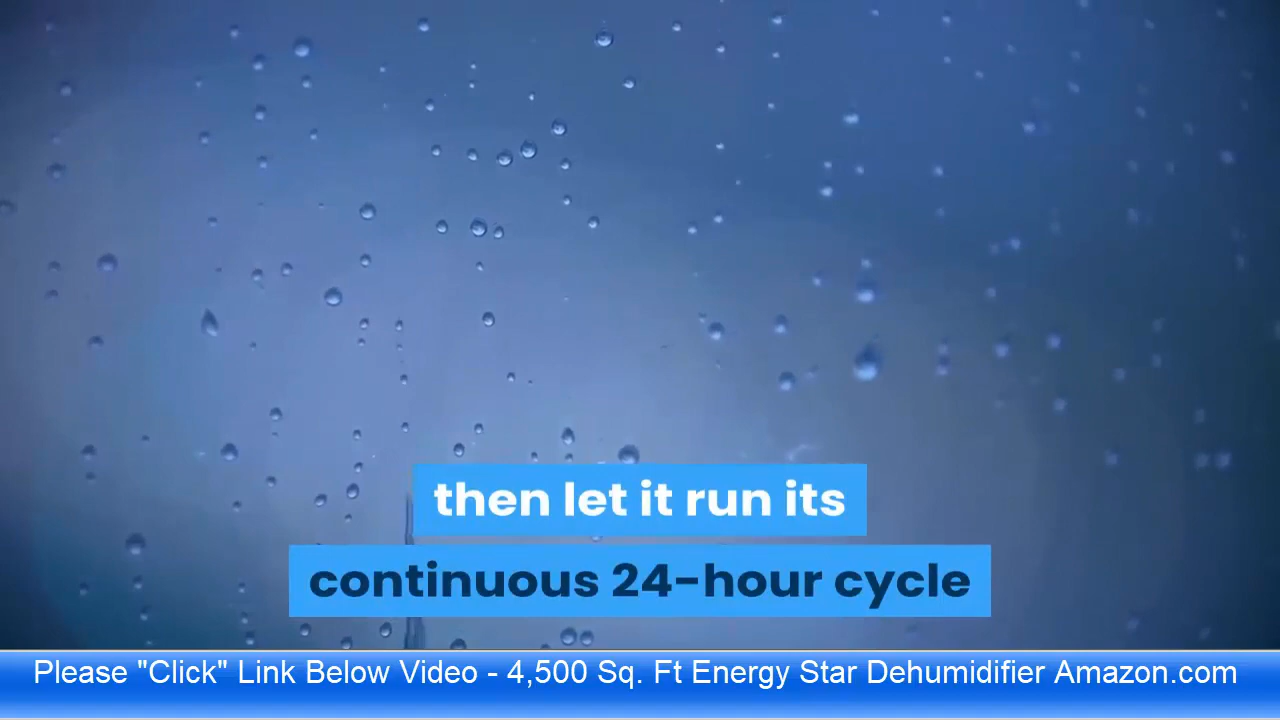 then let it run its
continuous 24-hour cycle
Please "Click" Link Below Video - 4,500 Sq. Ft Energy Star Dehumidifier Amazon.com